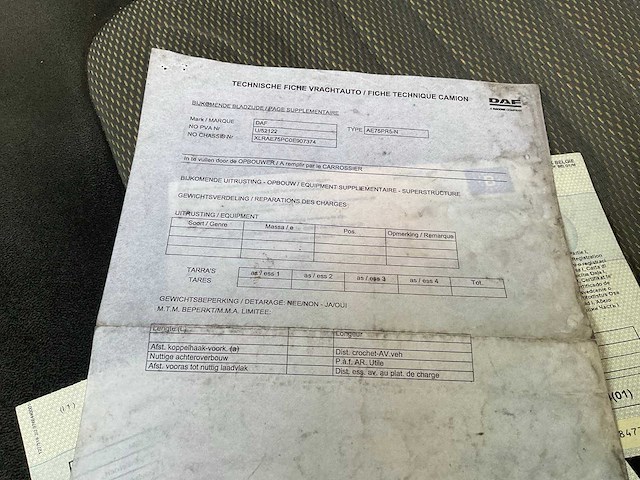 TECHNISCHE FICHE VRACHTAUTO / FICHE TECHNIQUE CAMION
DAF
BIJKOMENDE BLADZIJDE / PAGE SUPPLEMENTAIRE
Merk / MARQUE DAF
NO PVA Nr U/52122 TYPE AE75PR5/N
NO CHASSIS Nr XLRAE75PC0E907374
In te vullen door de OPBOUWER / A remplir par le CARROSSIER
BIJKOMENDE UITRUSTING - OPBOUW / EQUIPEMENT SUPPLEMENTAIRE - SUPERSTRUCTURE
GEWICHTSVERDELING / REPARATIONS DES CHARGES:
UITRUSTING / EQUIPMENT
Soort / Genre Massa / e Pos. Opmerking / Remarque
TARRA'S as / ess 1 as / ess 2 as / ess 3 as / ess 4 Tot.
TARES
GEWICHTSBEPERKING / DETARAGE: NEE/NON - JA/OUI
M.T.M. BEPERKT/M.M.A. LIMITEE:
Lengte Longeur
Afst. koppelhaak-voork. (a) Dist. crochet-AV.veh
Nuttige achteroverbouw P.à.f. AR. Utile
Afst. vooras tot nuttig laadvlak Dist. ess. av. au plat. de charge
(01)